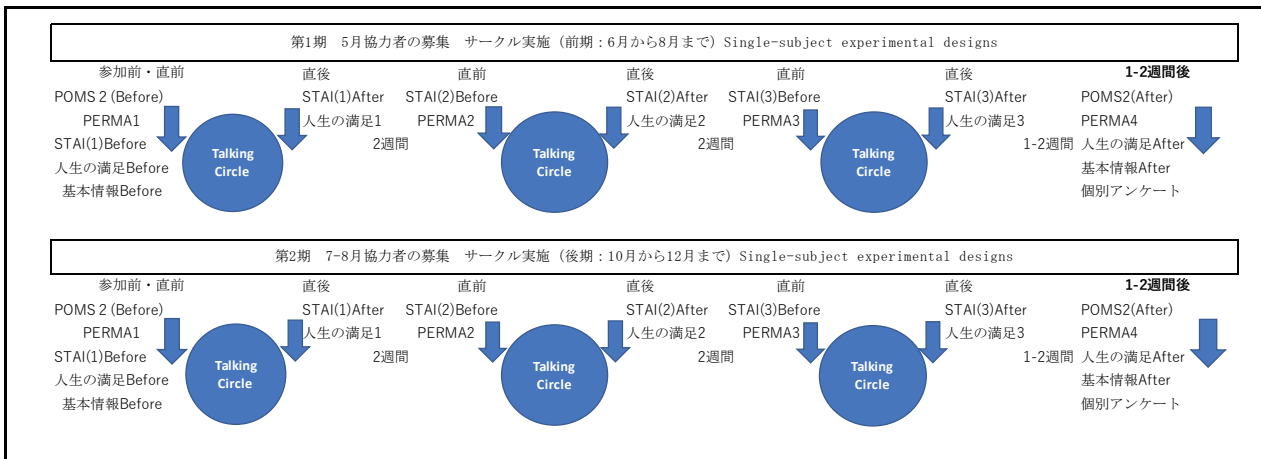 第1期　5月協力者の募集　サークル実施（前期：6月から8月まで）Single-subject experimental designs
参加前・直前
POMS 2 (Before)
PERMA1
STAI(1)Before
人生の満足Before
基本情報Before
Talking
Circle
直後
STAI(1)After
人生の満足1
2週間
直前
STAI(2)Before
PERMA2
Talking
Circle
直後
STAI(2)After
人生の満足2
2週間
直前
STAI(3)Before
PERMA3
Talking
Circle
直後
STAI(3)After
人生の満足3
1-2週間
1-2週間後
POMS2(After)
PERMA4
人生の満足After
基本情報After
個別アンケート
第2期　7-8月協力者の募集　サークル実施（後期：10月から12月まで）Single-subject experimental designs
参加前・直前
POMS 2 (Before)
PERMA1
STAI(1)Before
人生の満足Before
基本情報Before
Talking
Circle
直後
STAI(1)After
人生の満足1
2週間
直前
STAI(2)Before
PERMA2
Talking
Circle
直後
STAI(2)After
人生の満足2
2週間
直前
STAI(3)Before
PERMA3
Talking
Circle
直後
STAI(3)After
人生の満足3
1-2週間
1-2週間後
POMS2(After)
PERMA4
人生の満足After
基本情報After
個別アンケート